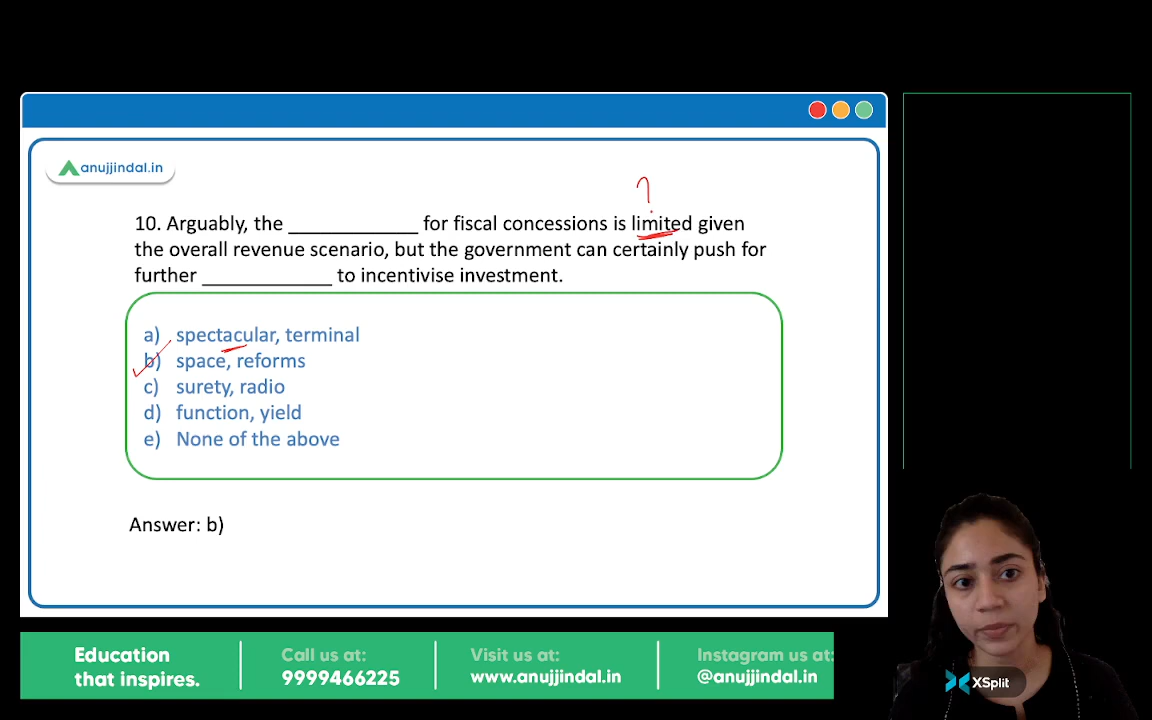 anujjindal.in
?
10. Arguably, the ____________ for fiscal concessions is limited given
the overall revenue scenario, but the government can certainly push for
further ____________ to incentivise investment.
a) spectacular, terminal
b) space, reforms
c) surety, radio
d) function, yield
e) None of the above
Answer: b)
Education
that inspires.
Call us at:
9999466225
Visit us at:
www.anujjindal.in
Instagram us at:
@anujjindal.in
XSplit